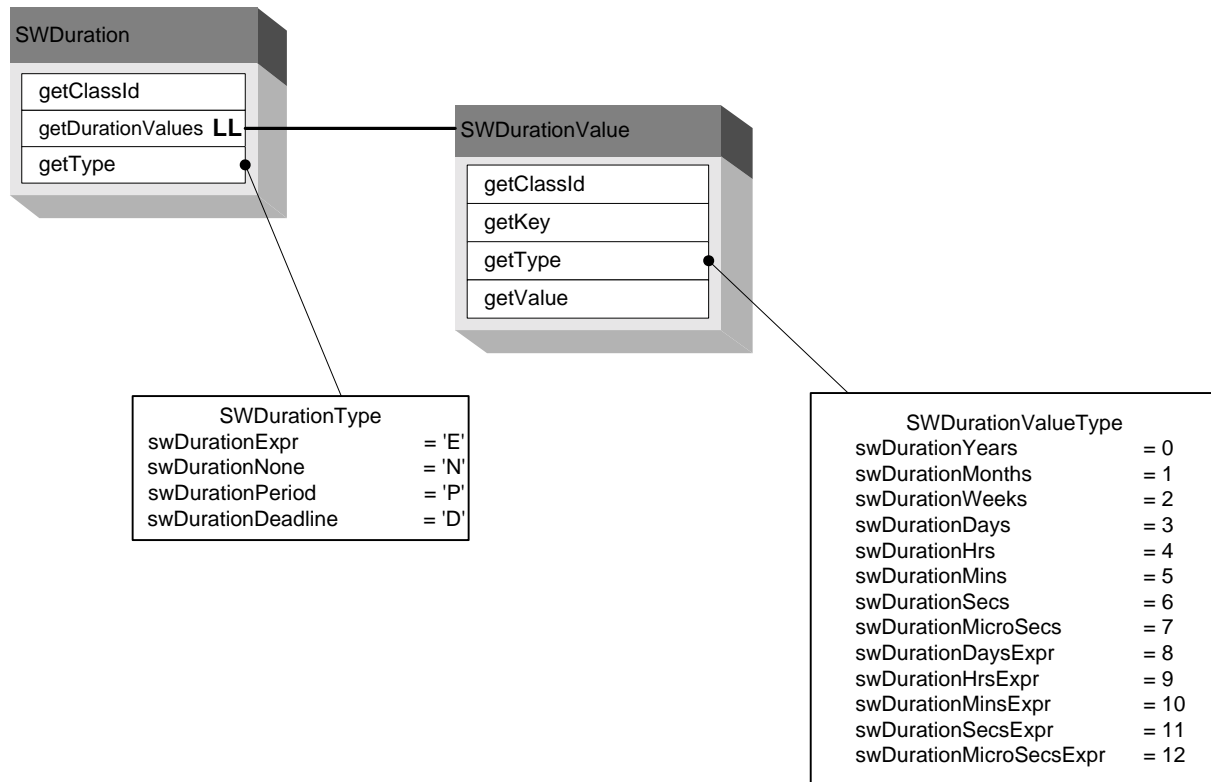 SWDuration
getClassId
getDurationValues LL
getType
SWDurationValue
getClassId
getKey
getType
getValue
SWDurationType
swDurationExpr = 'E'
swDurationNone = 'N'
swDurationPeriod = 'P'
swDurationDeadline = 'D'
SWDurationValueType
swDurationYears = 0
swDurationMonths = 1
swDurationWeeks = 2
swDurationDays = 3
swDurationHrs = 4
swDurationMins = 5
swDurationSecs = 6
swDurationMicroSecs = 7
swDurationDaysExpr = 8
swDurationHrsExpr = 9
swDurationMinsExpr = 10
swDurationSecsExpr = 11
swDurationMicroSecsExpr = 12